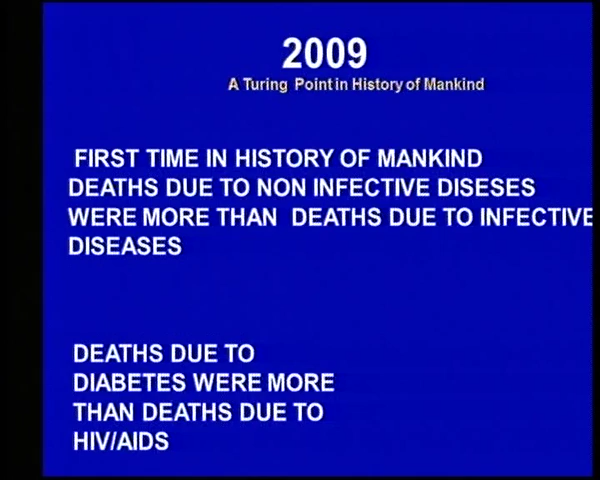 2009
A Turing Point in History of Mankind
FIRST TIME IN HISTORY OF MANKIND
DEATHS DUE TO NON INFECTIVE DISESES
WERE MORE THAN DEATHS DUE TO INFECTIVE
DISEASES
DEATHS DUE TO
DIABETES WERE MORE
THAN DEATHS DUE TO
HIV/AIDS